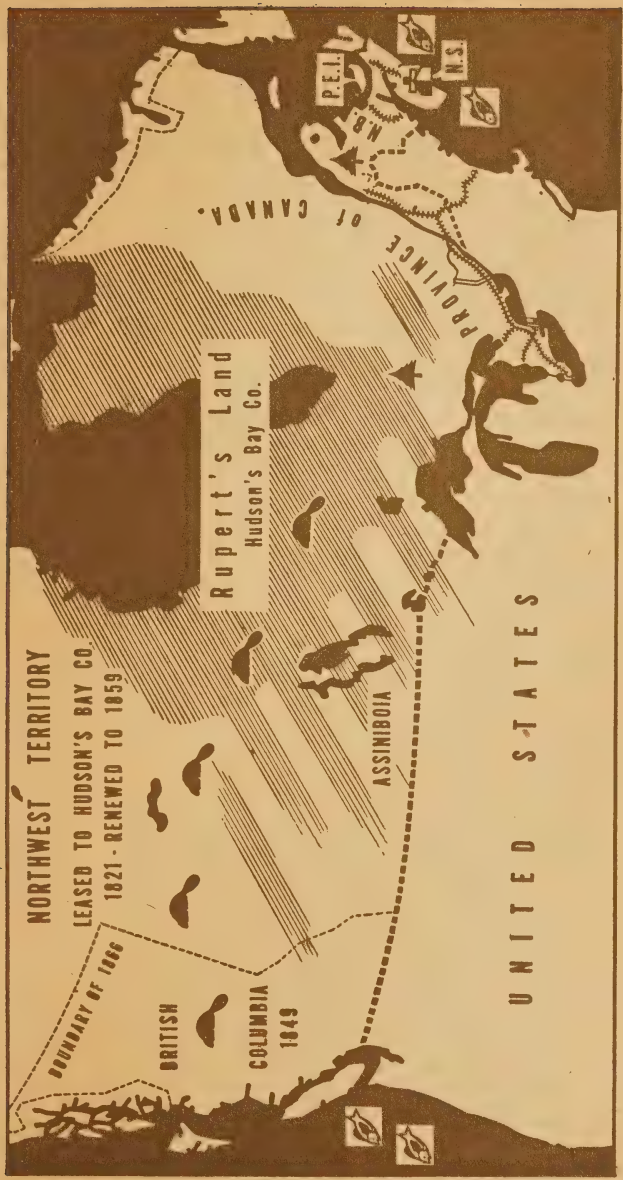 NORTHWEST TERRITORY
LEASED TO HUDSON'S BAY CO.
1821 - RENEWED TO 1859
BOUNDARY OF 1866
BRITISH
COLUMBIA
1849
Rupert's Land
Hudson's Bay Co.
ASSINIBOIA
PROVINCE of CANADA.
P.E.I.
N.B.
N.S.
UNITED STATES